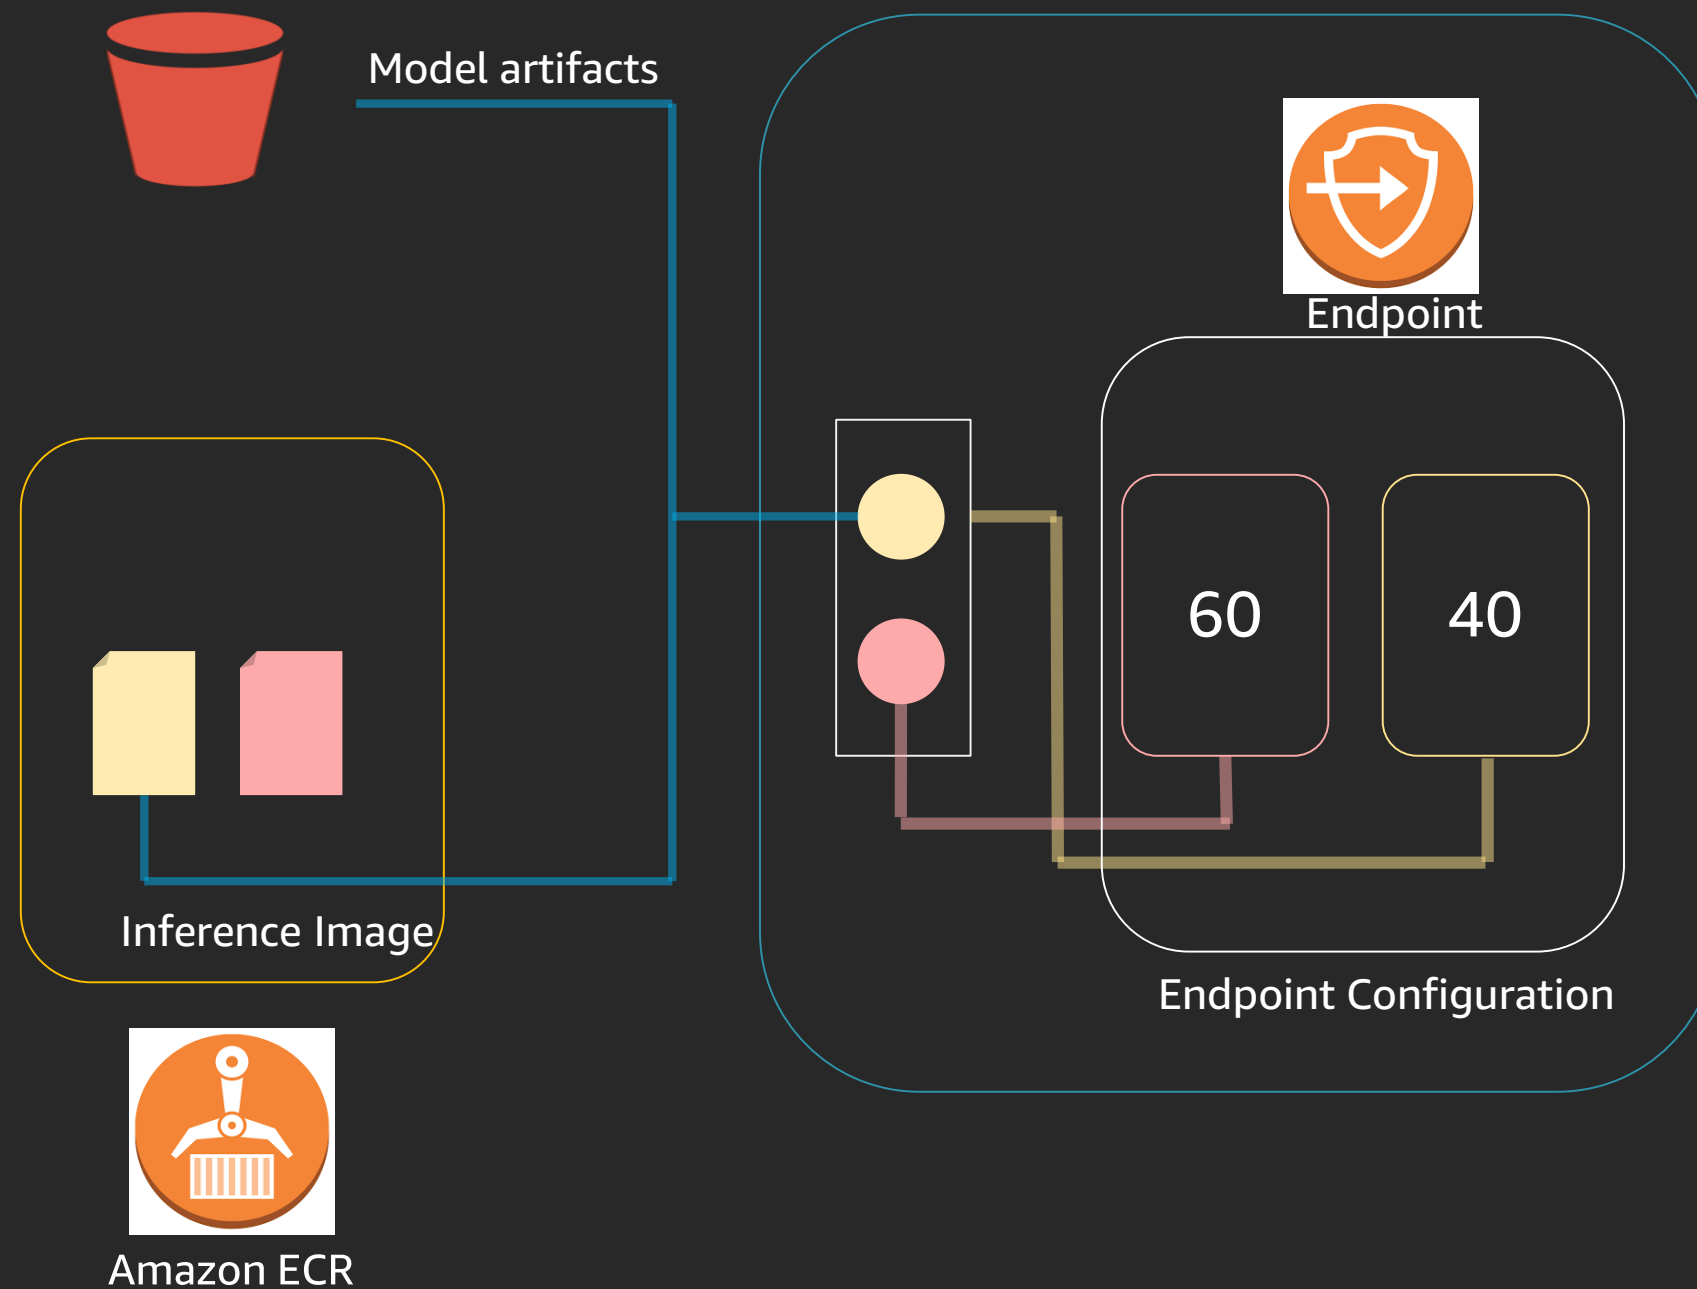 Model artifacts
Endpoint
60
40
Inference Image
Endpoint Configuration
Amazon ECR